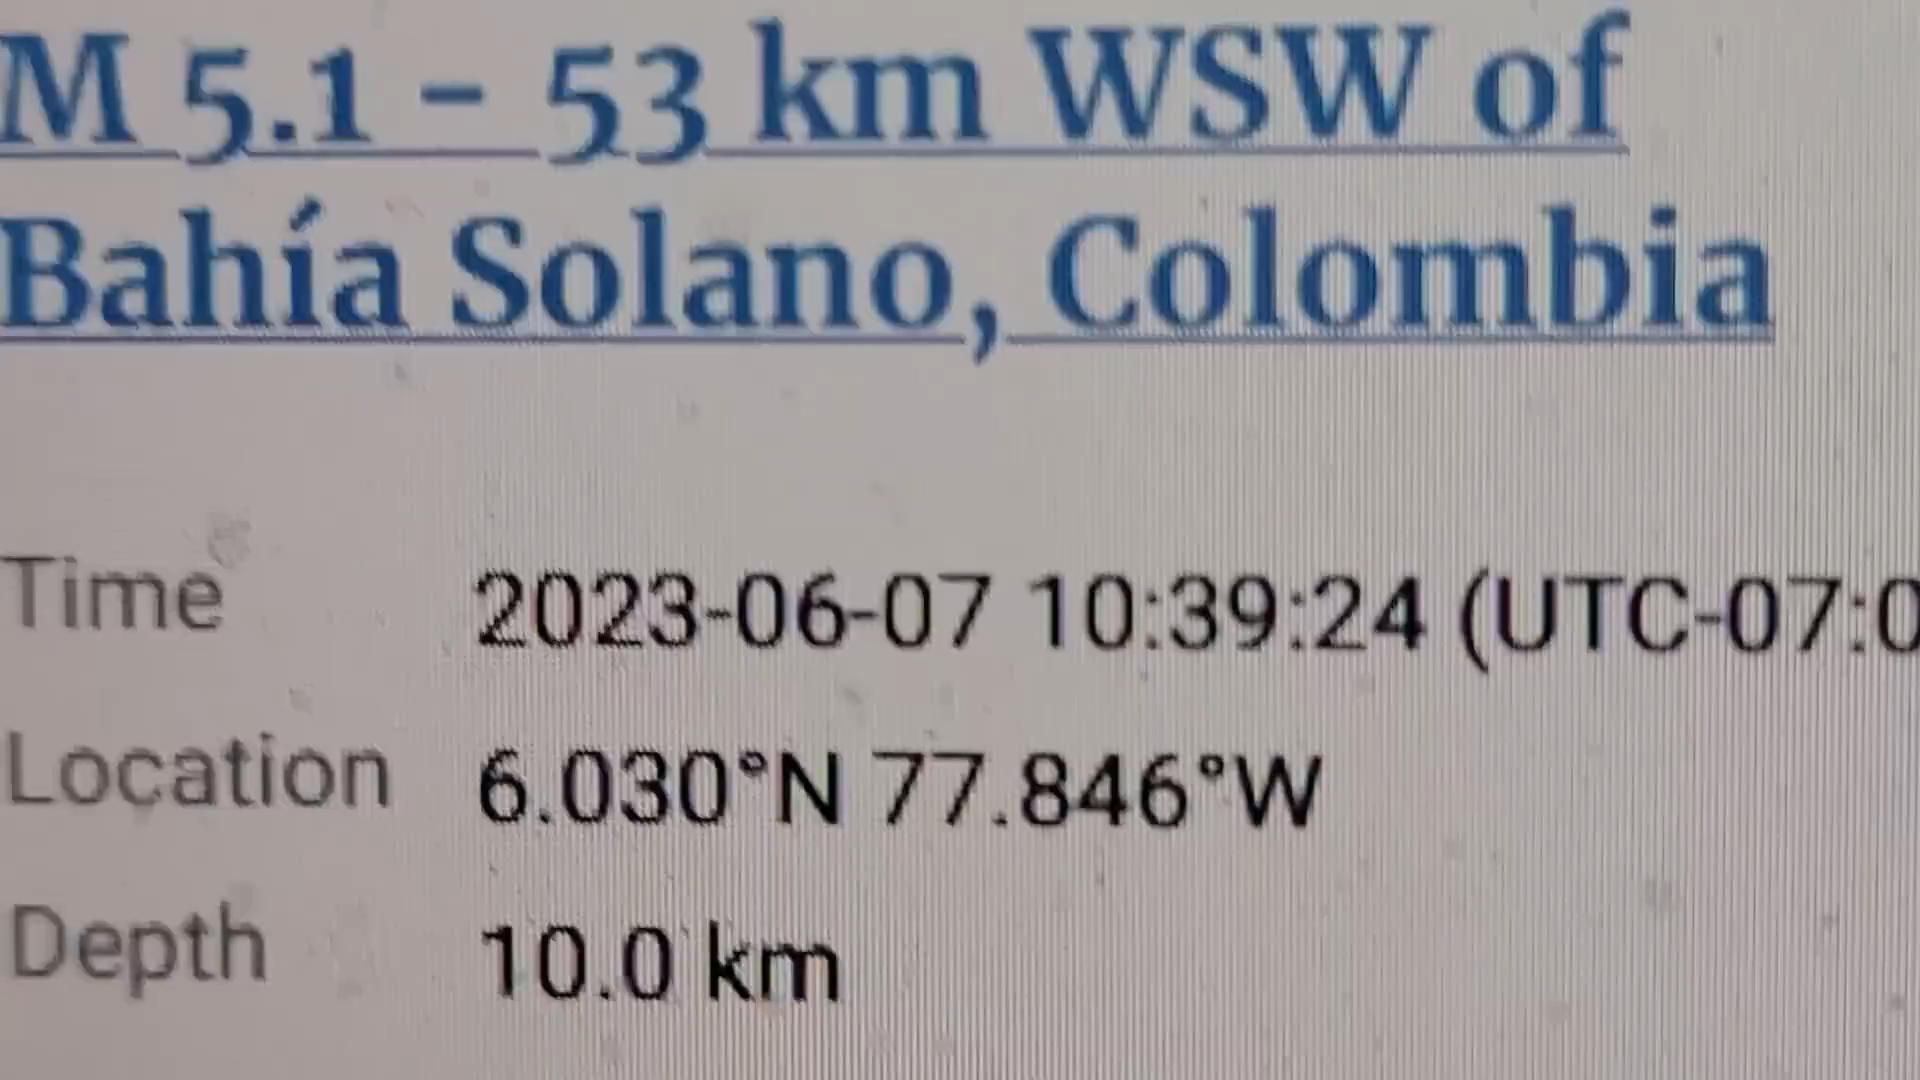 M 5.1 - 53 km WSW of
Bahía Solano, Colombia
Time 2023-06-07 10:39:24 (UTC-07:0
Location 6.030°N 77.846°W
Depth 10.0 km